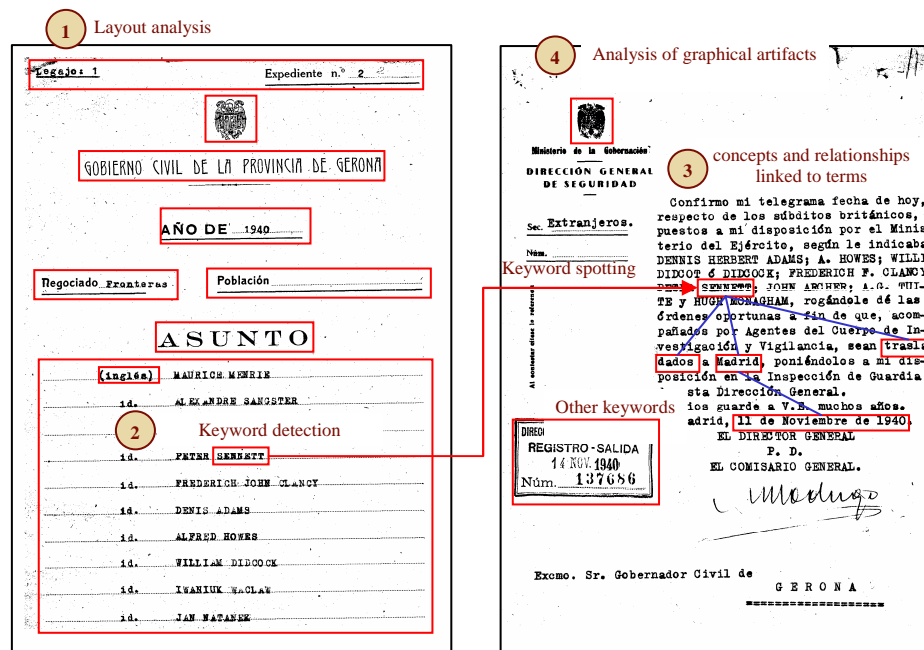 1 Layout analysis
Legajo: 1
Expediente n.º 2
GOBIERNO CIVIL DE LA PROVINCIA DE GERONA
AÑO DE 1940
Negociado Fronteras
Población
ASUNTO
(inglés) MAURICE MENRIE
id. ALEXANDRE SANGSTER
2 Keyword detection
id. PETER SENNETT
id. FREDERICH JOHN CLANCY
id. DENIS ADAMS
id. ALFRED HOWES
id. WILLIAM DIDCOCK
id. IWANIUK WACLAW
id. JAN NATANEK
4 Analysis of graphical artifacts
Ministerio de la Gobernación
DIRECCIÓN GENERAL
DE SEGURIDAD
Sec. Extranjeros.
Núm.
Keyword spotting
Al contestar cítese la referencia
3 concepts and relationships
linked to terms
Confirmo mi telegrama fecha de hoy,
respecto de los súbditos británicos,
puestos a mi disposición por el Minis
terio del Ejército, según le indicaba
DENNIS HERBERT ADAMS; A. HOWES; WILLI
DIDCOT ó DIDCOCK; FREDERICH F. CLANCY
SENNETT; JOHN ARCHER; A.G. TUI-
TE y HUGH MONAGHAM, rogándole dé las
órdenes oportunas a fin de que, acom-
pañados por Agentes del Cuerpo de In-
vestigación y Vigilancia, sean trasla
dados a Madrid, poniéndolos a mi dis-
posición en la Inspección de Guardia
sta Dirección General.
ios guarde a V.E. muchos años.
adrid, 11 de Noviembre de 1940.
EL DIRECTOR GENERAL
P. D.
EL COMISARIO GENERAL.
Other keywords
DIRECI
REGISTRO-SALIDA
14 NOV. 1940
Núm. 137686
Excmo. Sr. Gobernador Civil de
GERONA